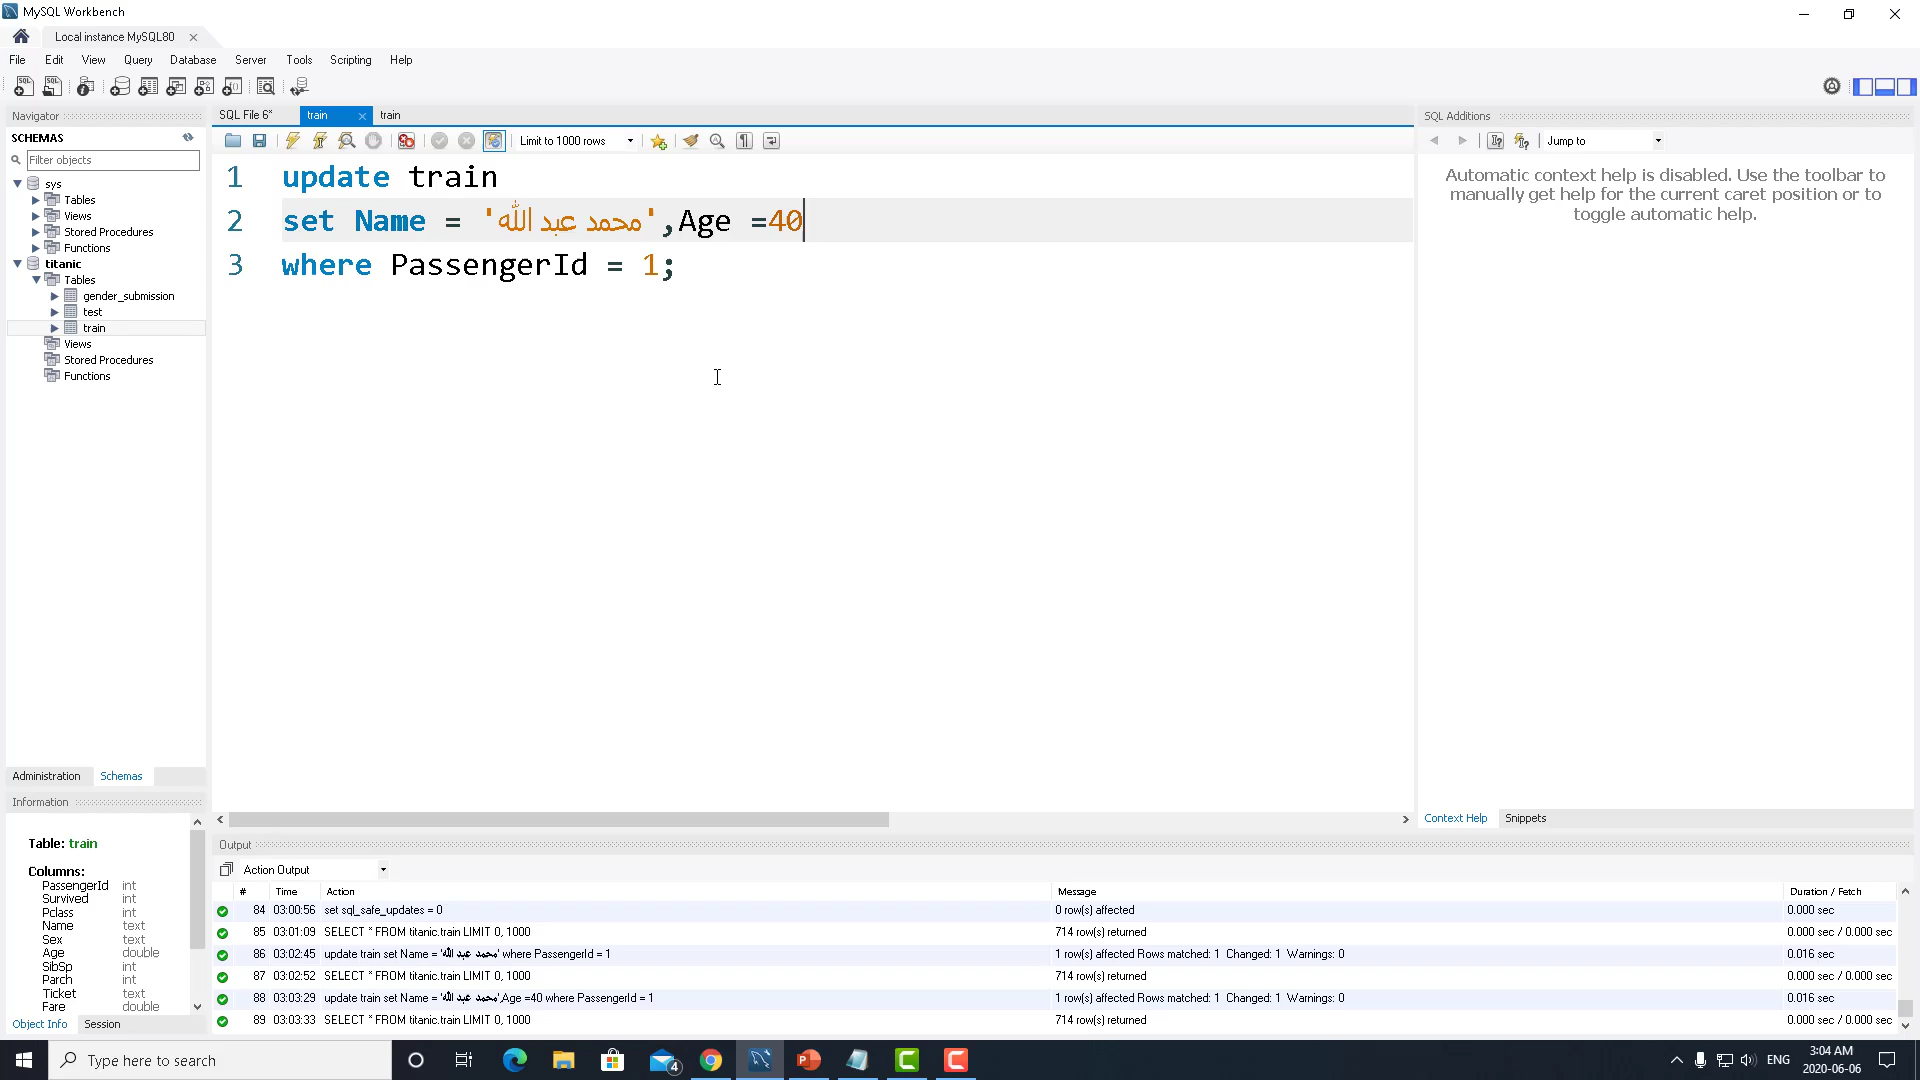 MySQL Workbench
Local instance MySQL80
File Edit View Query Database Server Tools Scripting Help
Navigator
SCHEMAS
Filter objects
sys
Tables
Views
Stored Procedures
Functions
titanic
Tables
gender_submission
test
train
Views
Stored Procedures
Functions
Administration Schemas
Information
Table: train
Columns:
PassengerId int
Survived int
Pclass int
Name text
Sex text
Age double
SibSp int
Parch int
Ticket text
Fare double
Object Info Session
SQL File 6* train train
Limit to 1000 rows
1 update train
2 set Name = 'محمد عبد الله',Age =40
3 where PassengerId = 1;
SQL Additions
Jump to
Automatic context help is disabled. Use the toolbar to
manually get help for the current caret position or to
toggle automatic help.
Context Help Snippets
Output
Action Output
# Time Action Message Duration / Fetch
84 03:00:56 set sql_safe_updates = 0 0 row(s) affected 0.000 sec
85 03:01:09 SELECT * FROM titanic.train LIMIT 0, 1000 714 row(s) returned 0.000 sec / 0.000 sec
86 03:02:45 update train set Name = 'محمد عبد الله' where PassengerId = 1 1 row(s) affected Rows matched: 1 Changed: 1 Warnings: 0 0.016 sec
87 03:02:52 SELECT * FROM titanic.train LIMIT 0, 1000 714 row(s) returned 0.000 sec / 0.000 sec
88 03:03:29 update train set Name = 'محمد عبد الله',Age =40 where PassengerId = 1 1 row(s) affected Rows matched: 1 Changed: 1 Warnings: 0 0.016 sec
89 03:03:33 SELECT * FROM titanic.train LIMIT 0, 1000 714 row(s) returned 0.000 sec / 0.000 sec
Type here to search
4
ENG
3:04 AM
2020-06-06